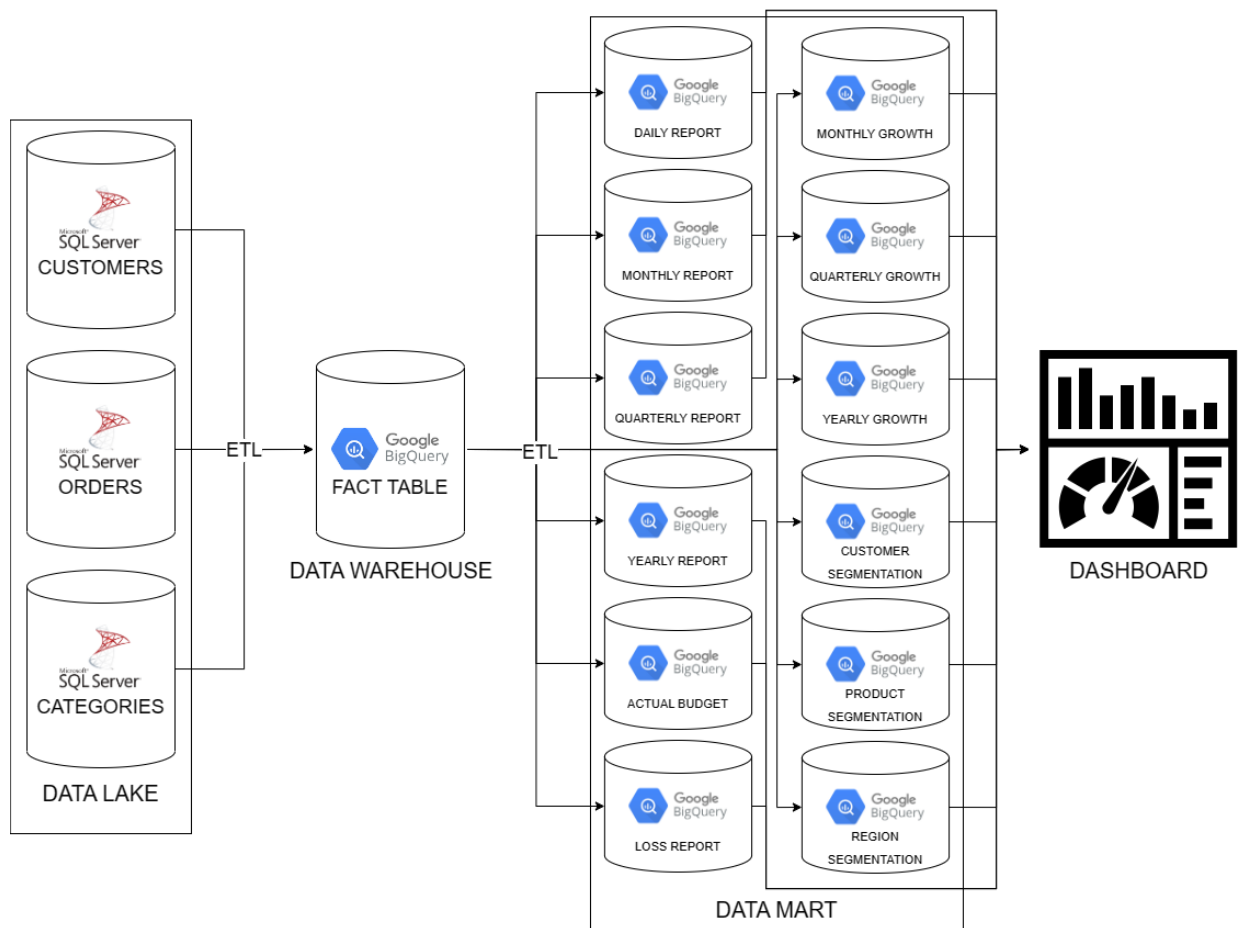 Microsoft
SQL Server
CUSTOMERS
Microsoft
SQL Server
ORDERS
Microsoft
SQL Server
CATEGORIES
DATA LAKE
ETL
Google
BigQuery
FACT TABLE
DATA WAREHOUSE
ETL
Google
BigQuery
DAILY REPORT
Google
BigQuery
MONTHLY REPORT
Google
BigQuery
QUARTERLY REPORT
Google
BigQuery
YEARLY REPORT
Google
BigQuery
ACTUAL BUDGET
Google
BigQuery
LOSS REPORT
Google
BigQuery
MONTHLY GROWTH
Google
BigQuery
QUARTERLY GROWTH
Google
BigQuery
YEARLY GROWTH
Google
BigQuery
CUSTOMER
SEGMENTATION
Google
BigQuery
PRODUCT
SEGMENTATION
Google
BigQuery
REGION
SEGMENTATION
DATA MART
DASHBOARD